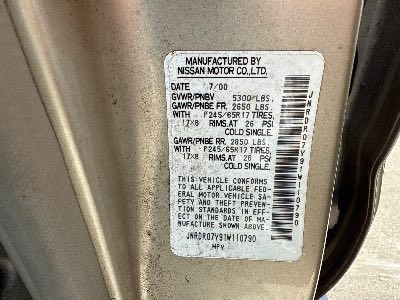 MANUFACTURED BY
NISSAN MOTOR CO.,LTD.
DATE 7/00
GVWR/PNBV 5300 LBS.
GAWR/PNBE FR. 2650 LBS.
WITH P245/65R17 TIRES,
17X8 RIMS,AT 26 PSI
COLD SINGLE.
GAWR/PNBE RR. 2850 LBS.
WITH P245/65R17 TIRES,
17X8 RIMS,AT 26 PSI
COLD SINGLE.
THIS VEHICLE CONFORMS
TO ALL APPLICABLE FED-
ERAL MOTOR VEHICLE SA-
FETY AND THEFT PREVEN-
TION STANDARDS IN EFF-
ECT ON THE DATE OF MA-
NUFACTURE SHOWN ABOVE.
JNRDR07Y91W110790
MPV
JNRDR07Y91W110790